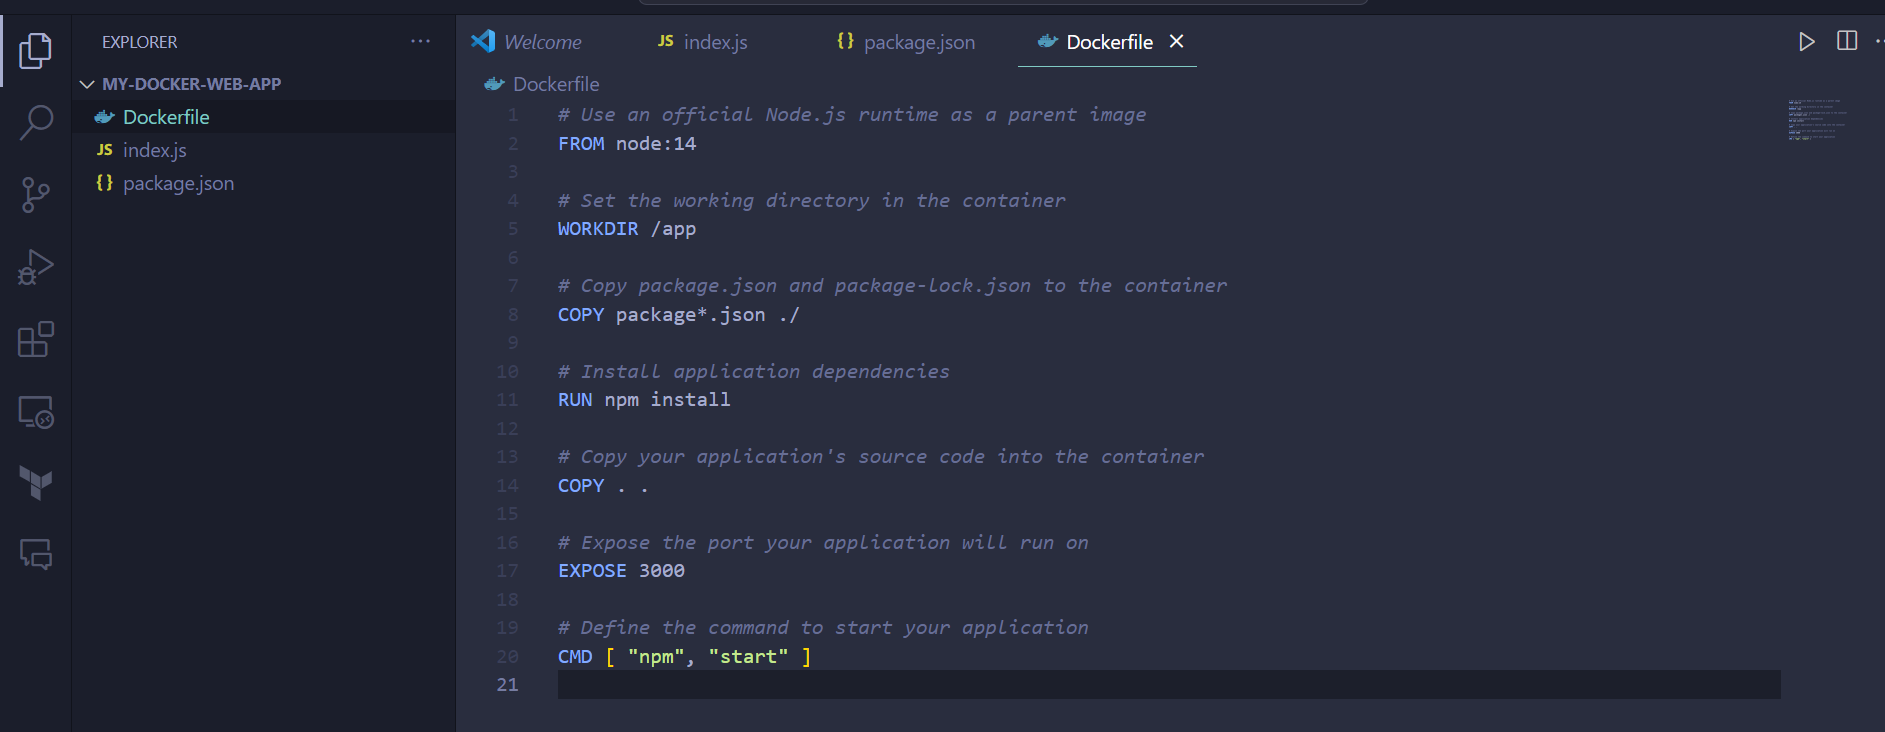 EXPLORER ···
MY-DOCKER-WEB-APP
Dockerfile
JS index.js
{} package.json
Welcome JS index.js {} package.json Dockerfile ×
Dockerfile
1 # Use an official Node.js runtime as a parent image
2 FROM node:14
3
4 # Set the working directory in the container
5 WORKDIR /app
6
7 # Copy package.json and package-lock.json to the container
8 COPY package*.json ./
9
10 # Install application dependencies
11 RUN npm install
12
13 # Copy your application's source code into the container
14 COPY . .
15
16 # Expose the port your application will run on
17 EXPOSE 3000
18
19 # Define the command to start your application
20 CMD [ "npm", "start" ]
21